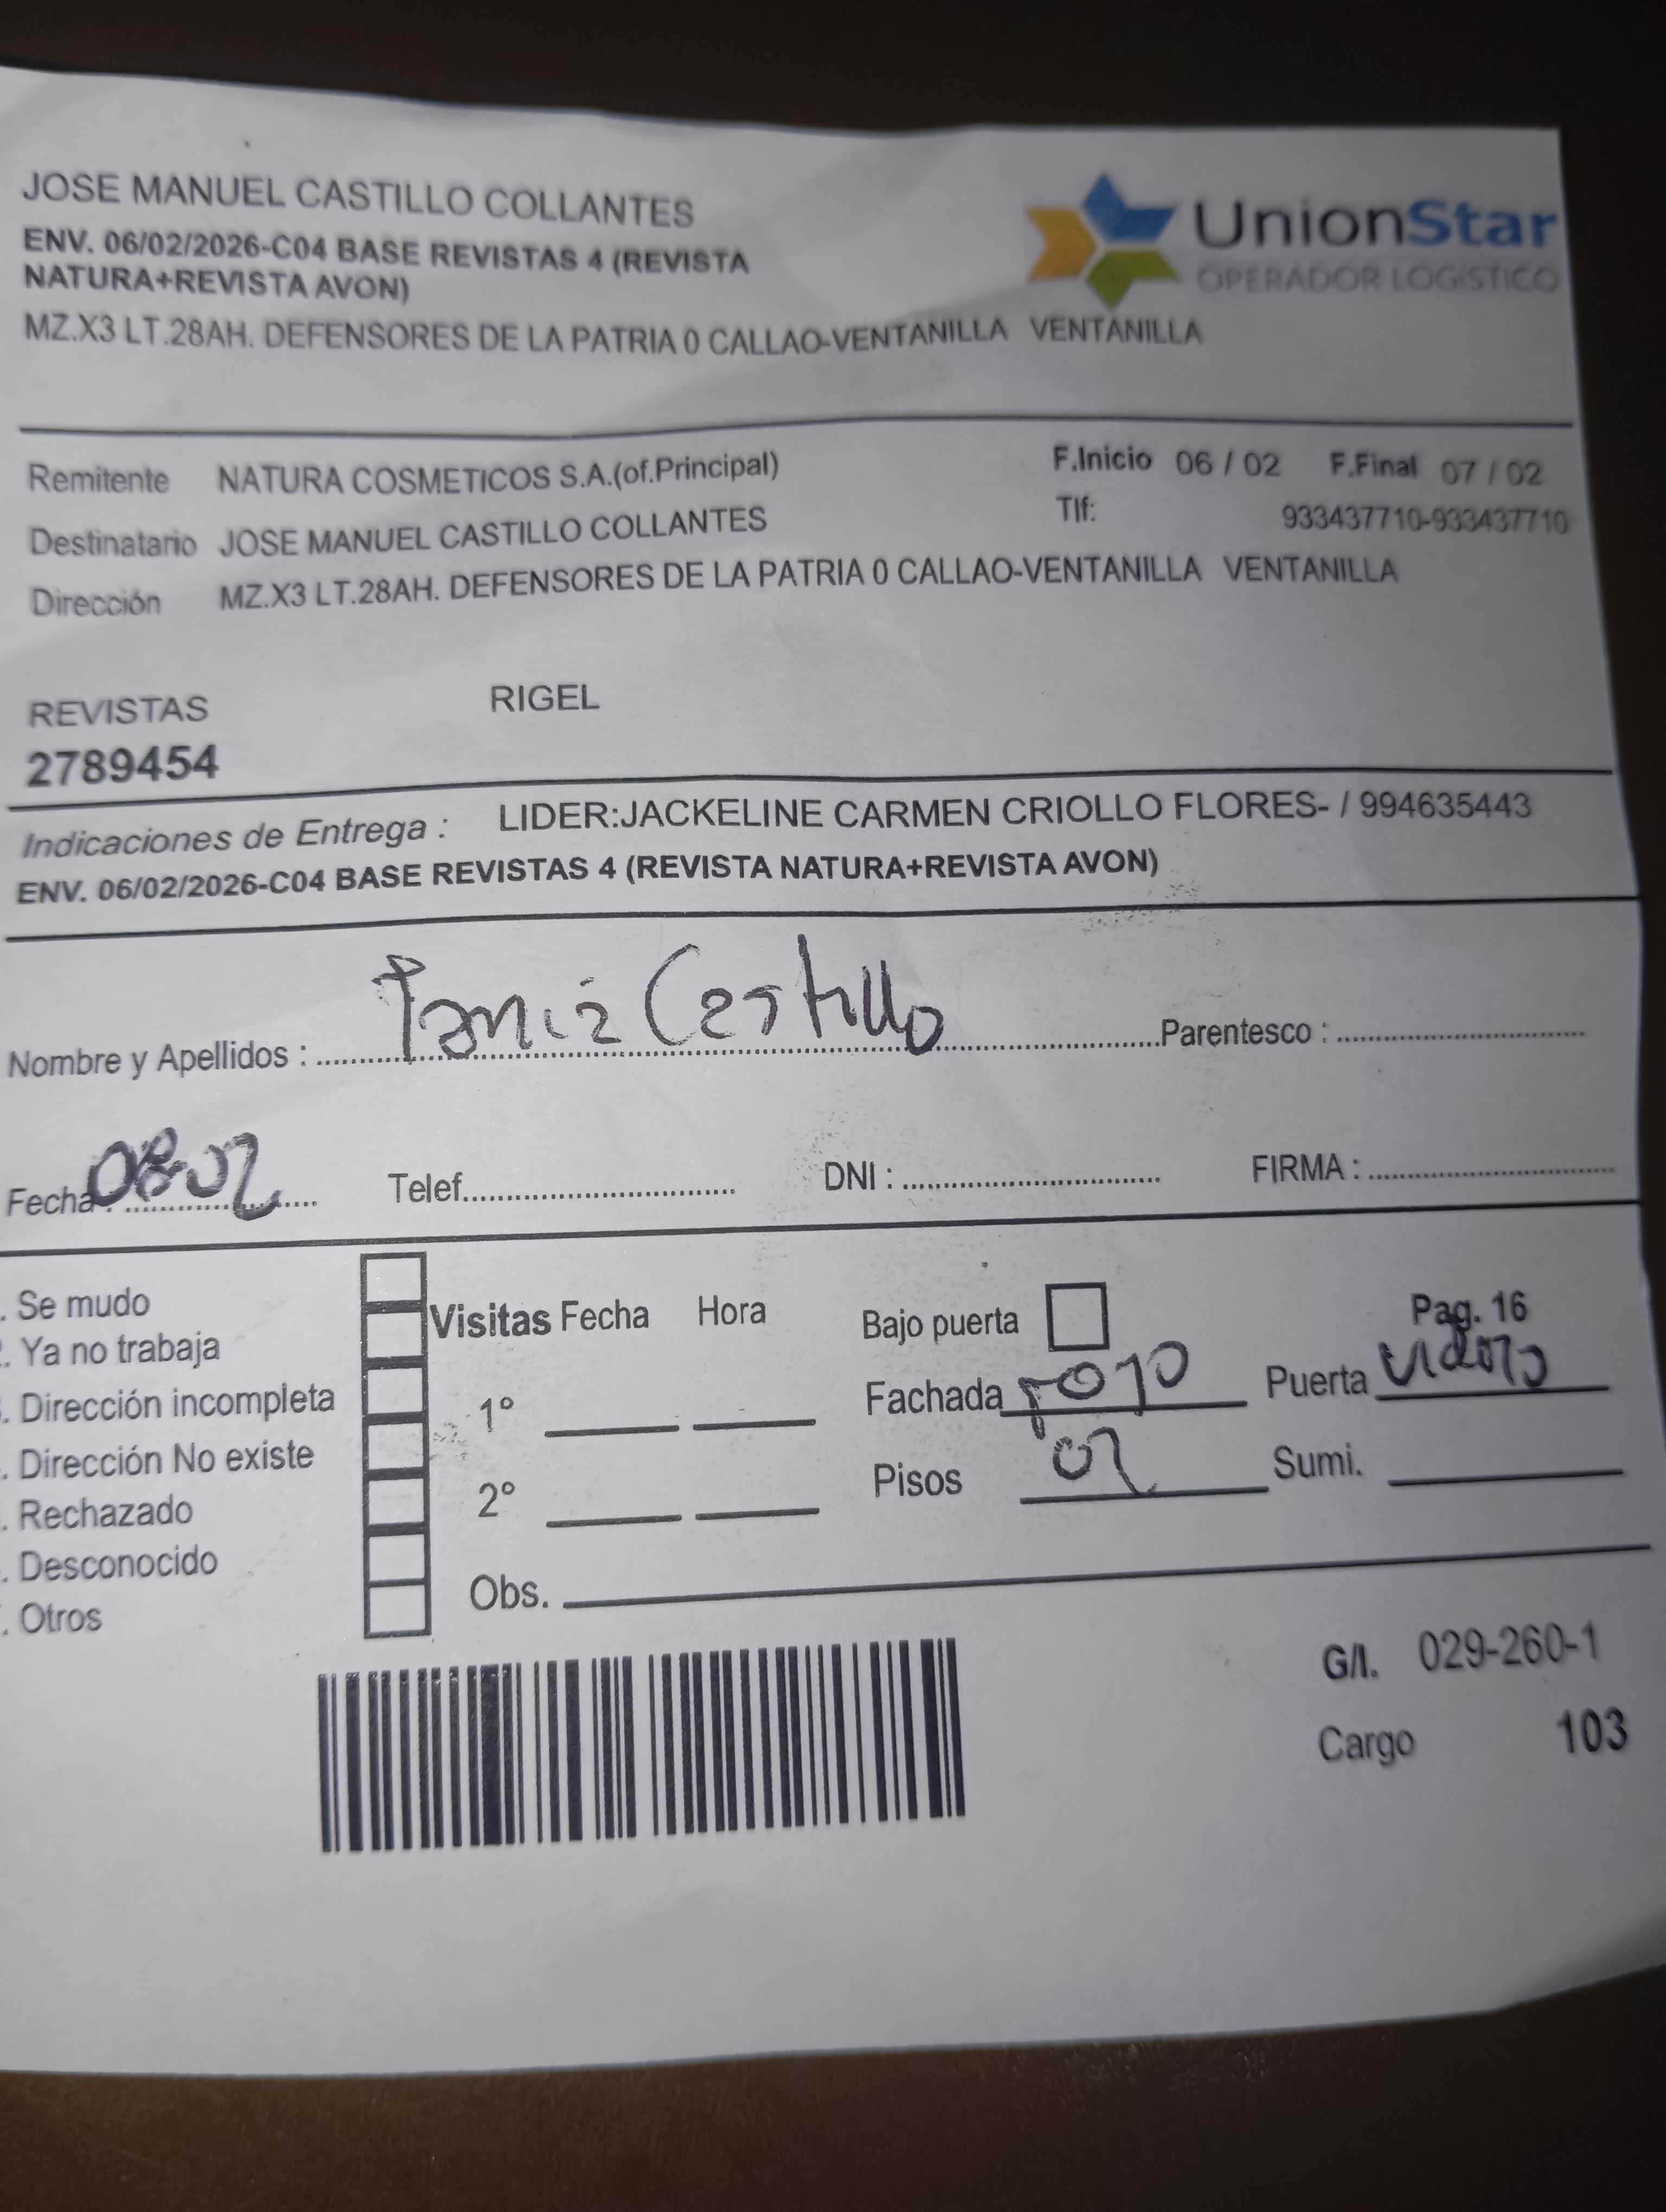 JOSE MANUEL CASTILLO COLLANTES
ENV. 06/02/2026-C04 BASE REVISTAS 4 (REVISTA
NATURA+REVISTA AVON)
MZ.X3 LT.28AH. DEFENSORES DE LA PATRIA 0 CALLAO-VENTANILLA VENTANILLA
UnionStar
OPERADOR LOGÍSTICO
Remitente NATURA COSMETICOS S.A.(of.Principal) F.Inicio 06 / 02 F.Final 07 / 02
Destinatario JOSE MANUEL CASTILLO COLLANTES Tlf: 933437710-933437710
Dirección MZ.X3 LT.28AH. DEFENSORES DE LA PATRIA 0 CALLAO-VENTANILLA VENTANILLA
REVISTAS RIGEL
2789454
Indicaciones de Entrega : LIDER:JACKELINE CARMEN CRIOLLO FLORES- / 994635443
ENV. 06/02/2026-C04 BASE REVISTAS 4 (REVISTA NATURA+REVISTA AVON)
Nombre y Apellidos : Tania Castillo Parentesco :
Fecha : 08-02 Telef. DNI : FIRMA :
. Se mudo
. Ya no trabaja
. Dirección incompleta
. Dirección No existe
. Rechazado
. Desconocido
. Otros
Visitas Fecha Hora
1°
2°
Obs.
Bajo puerta Pag. 16
Fachada rojo Puerta
Pisos 02 Sumi.
G/I. 029-260-1
Cargo 103